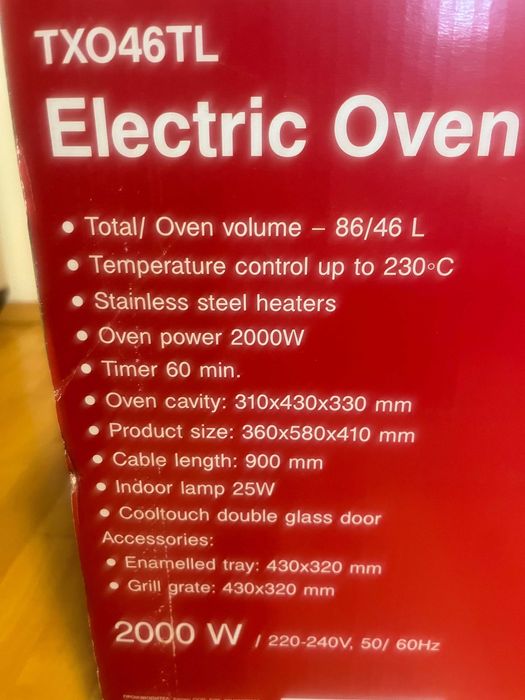 TXO46TL
Electric Oven
• Total/ Oven volume – 86/46 L
• Temperature control up to 230°C
• Stainless steel heaters
• Oven power 2000W
• Timer 60 min.
• Oven cavity: 310x430x330 mm
• Product size: 360x580x410 mm
• Cable length: 900 mm
• Indoor lamp 25W
• Cooltouch double glass door
Accessories:
• Enamelled tray: 430x320 mm
• Grill grate: 430x320 mm
2000 W / 220-240V, 50/ 60Hz